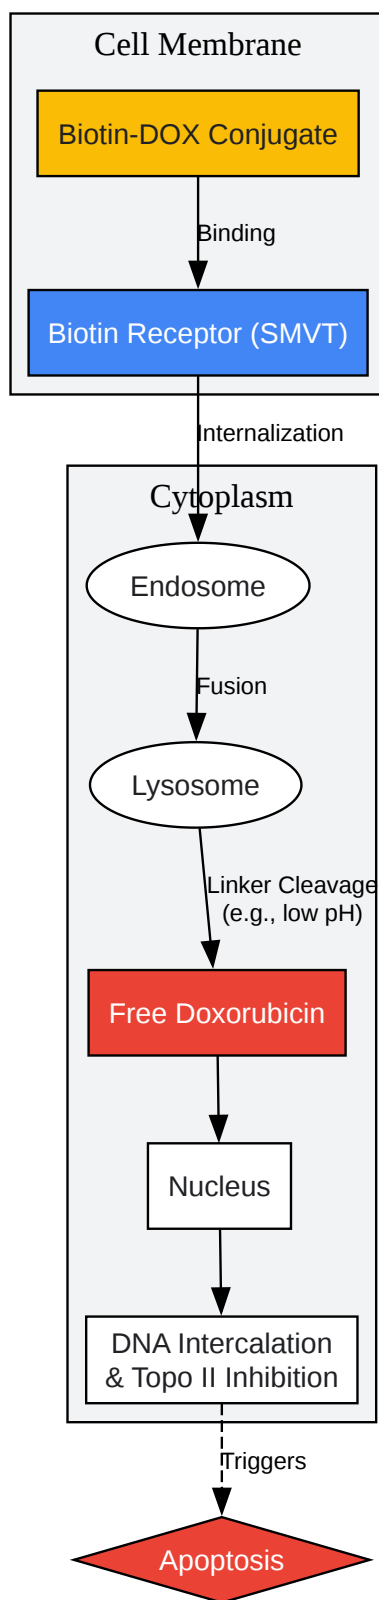 Cell Membrane
Biotin-DOX Conjugate
Binding
Biotin Receptor (SMVT)
Internalization
Cytoplasm
Endosome
Fusion
Lysosome
Linker Cleavage
(e.g., low pH)
Free Doxorubicin
Nucleus
DNA Intercalation
& Topo II Inhibition
Triggers
Apoptosis